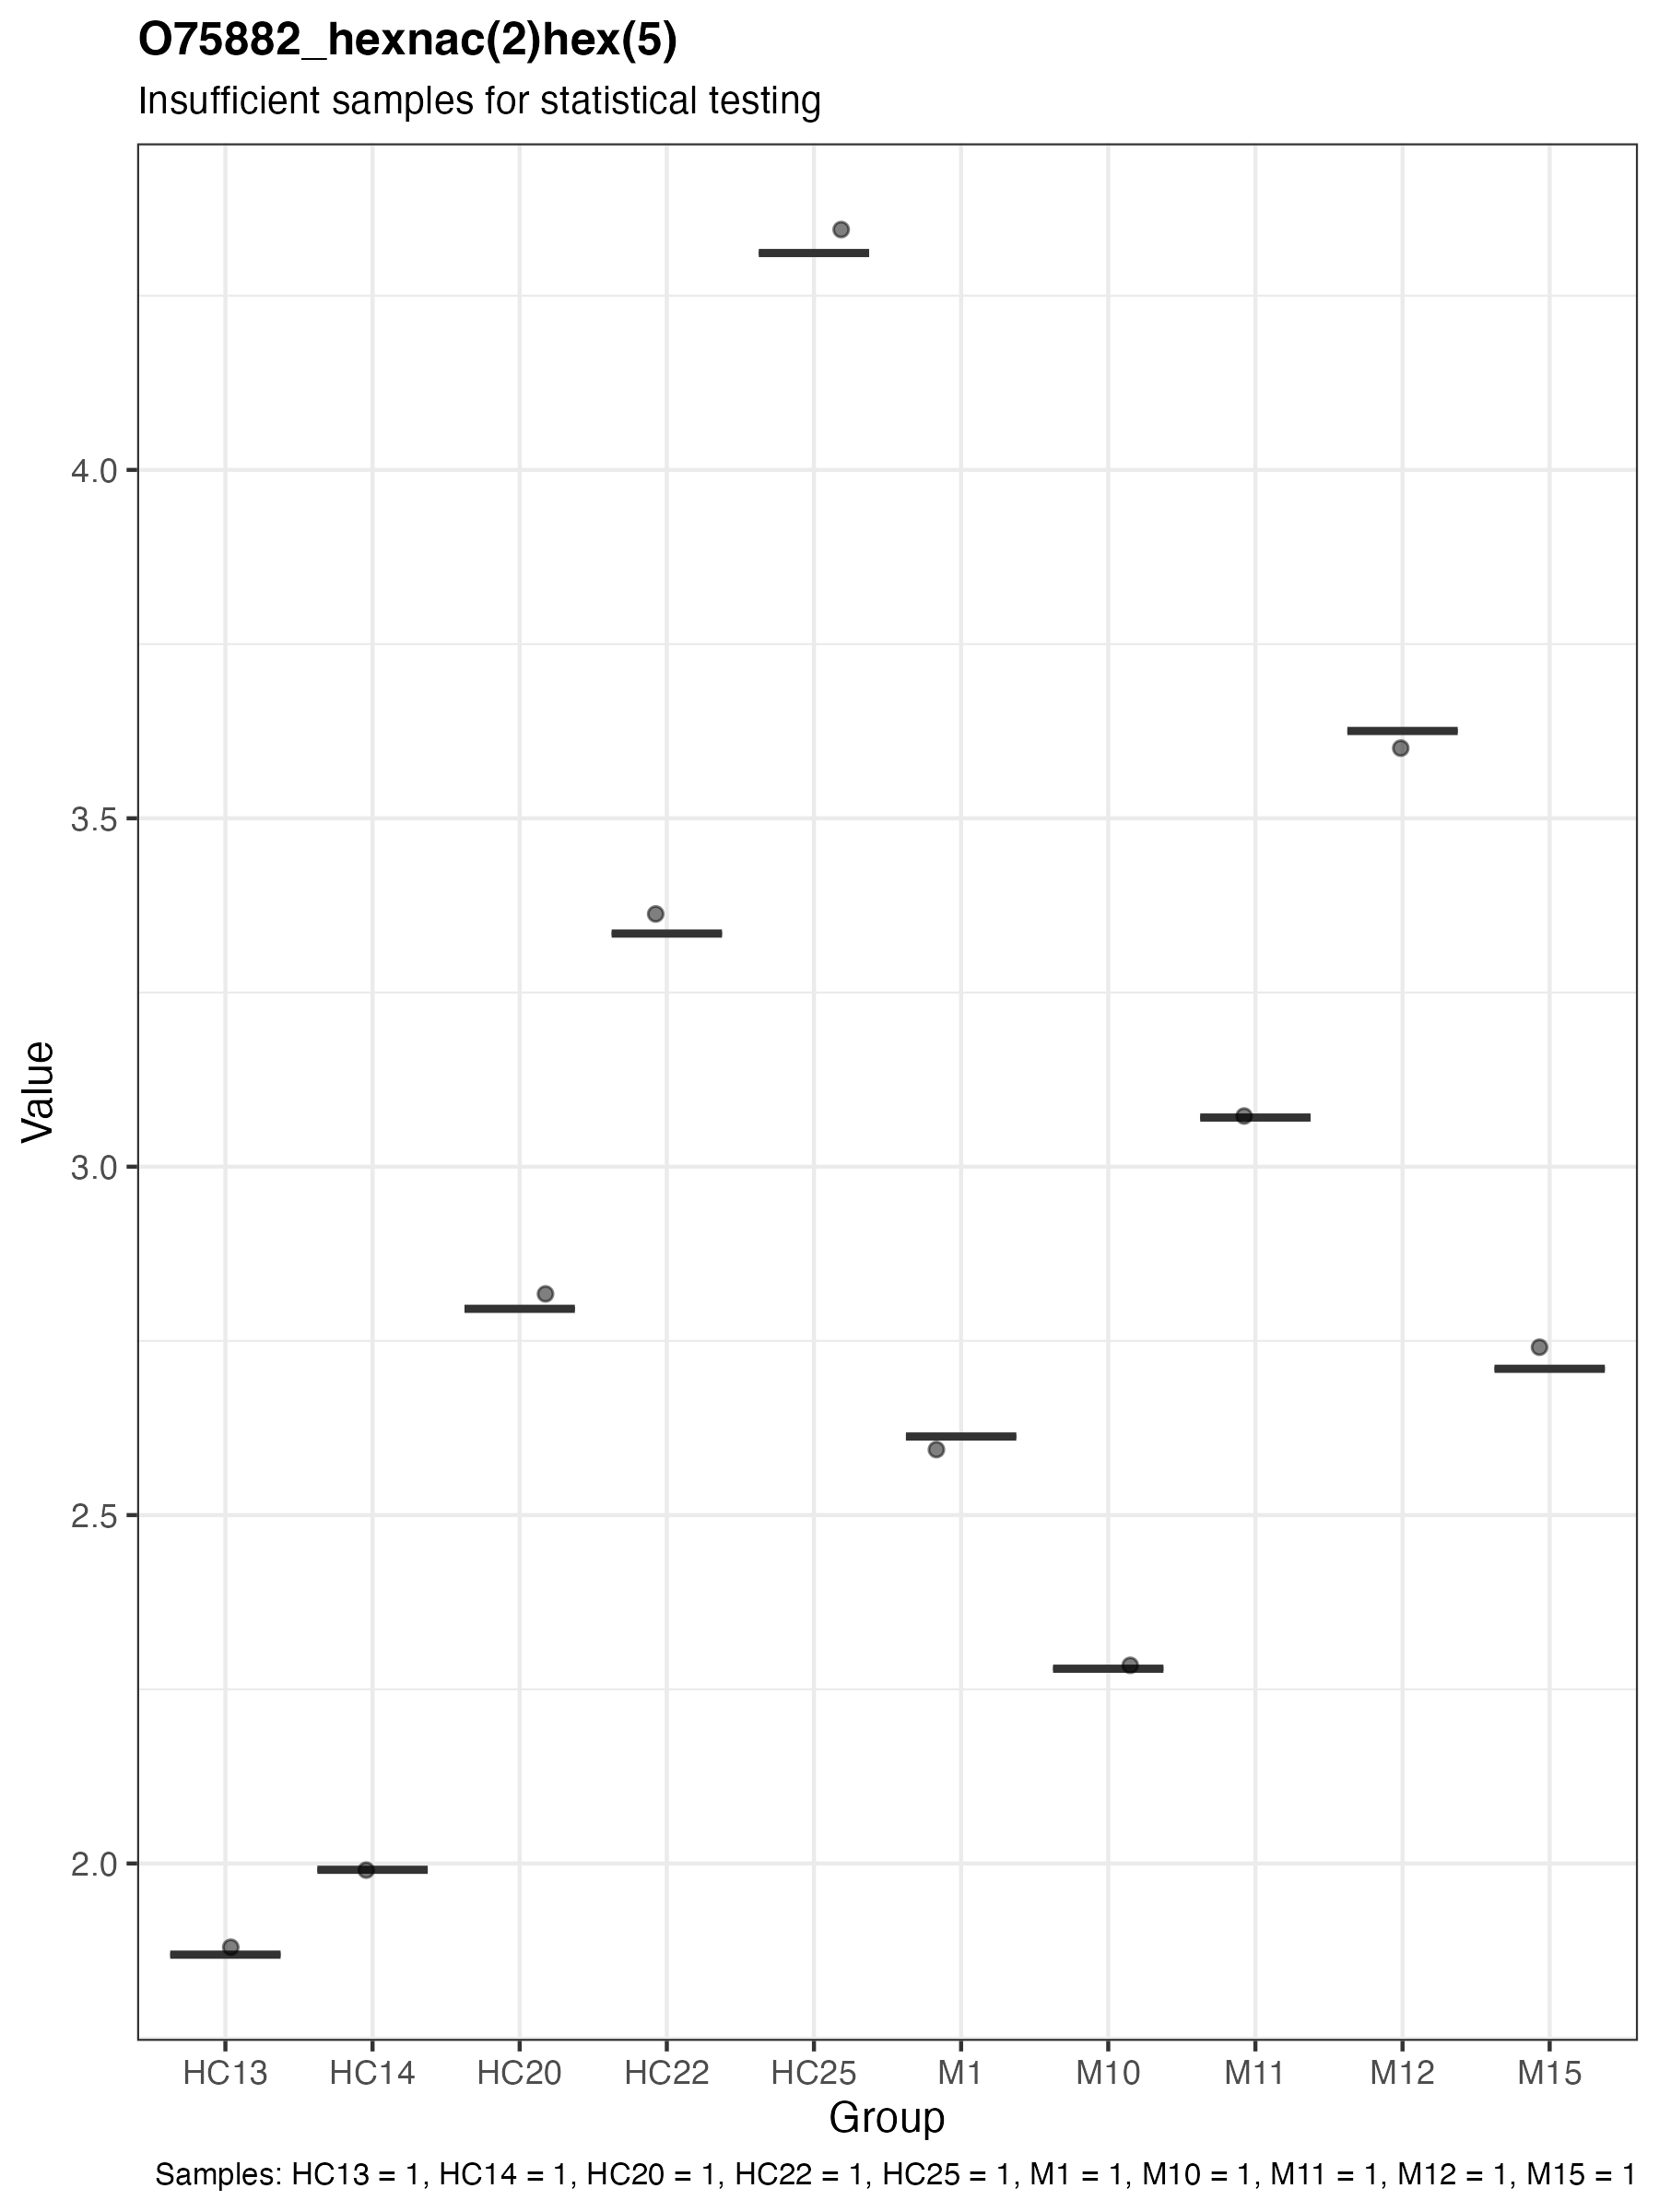 O75882_hexnac(2)hex(5)
Insufficient samples for statistical testing
4.0
3.5
3.0
2.5
2.0
Value
HC13 HC14 HC20 HC22 HC25 M1 M10 M11 M12 M15
Group
Samples: HC13 = 1, HC14 = 1, HC20 = 1, HC22 = 1, HC25 = 1, M1 = 1, M10 = 1, M11 = 1, M12 = 1, M15 = 1